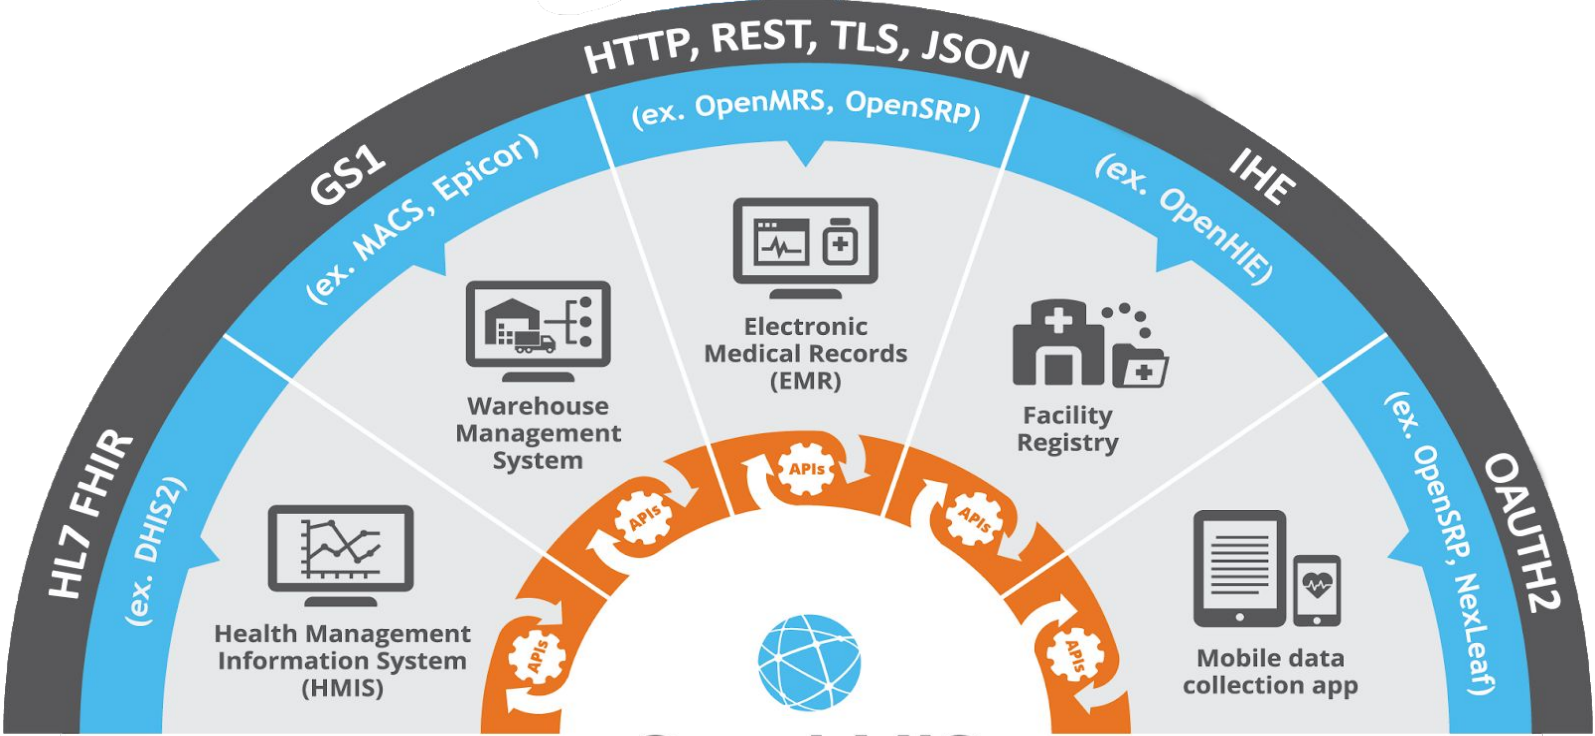 HTTP, REST, TLS, JSON
GS1
IHE
HL7 FHIR
OAUTH2
(ex. DHIS2)
(ex. MACS, Epicor)
(ex. OpenMRS, OpenSRP)
(ex. OpenHIE)
(ex. OpenSRP, NexLeaf)
Health Management
Information System
(HMIS)
Warehouse
Management
System
Electronic
Medical Records
(EMR)
Facility
Registry
Mobile data
collection app
APIs
APIs
APIs
APIs
APIs